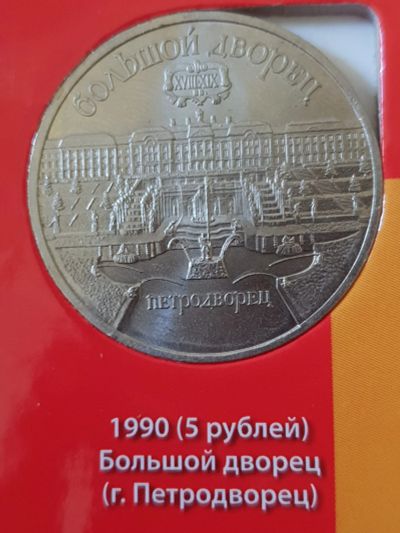 БОЛЬШОЙ ДВОРЕЦ
XVIII-XIX
ПЕТРОДВОРЕЦ
1990 (5 рублей)
Большой дворец
(г. Петродворец)